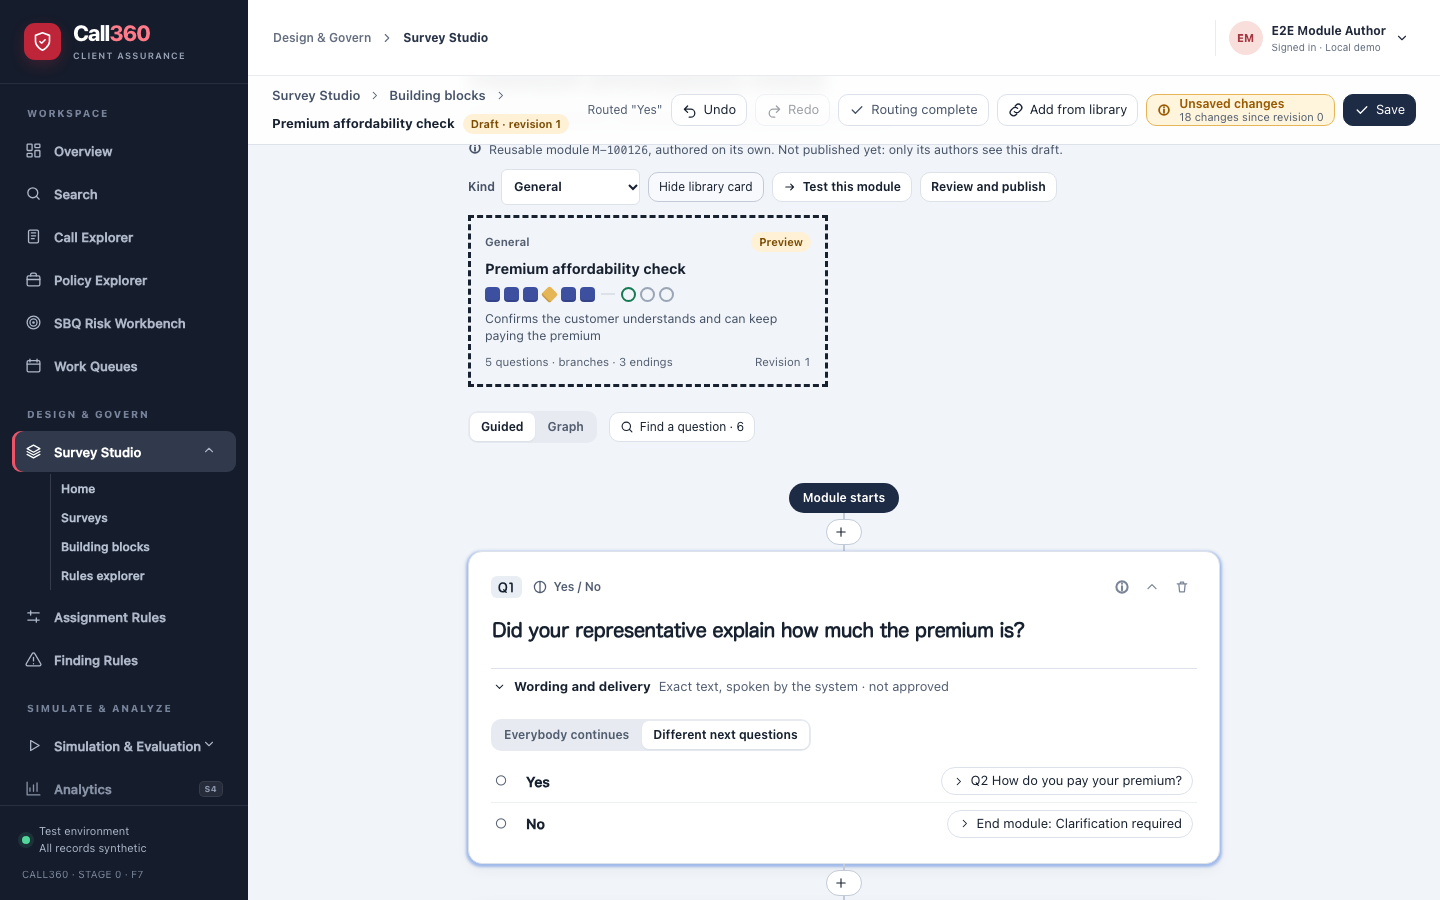 Call360
CLIENT ASSURANCE
WORKSPACE
Overview
Search
Call Explorer
Policy Explorer
SBQ Risk Workbench
Work Queues
DESIGN & GOVERN
Survey Studio
Home
Surveys
Building blocks
Rules explorer
Assignment Rules
Finding Rules
SIMULATE & ANALYZE
Simulation & Evaluation
Analytics
S4
Test environment
All records synthetic
CALL360 · STAGE 0 · F7
Design & Govern
Survey Studio
EM
E2E Module Author
Signed in · Local demo
Survey Studio
Building blocks
Premium affordability check
Draft · revision 1
Routed "Yes"
Undo
Redo
Routing complete
Add from library
Unsaved changes
18 changes since revision 0
Save
Reusable module M-100126, authored on its own. Not published yet: only its authors see this draft.
Kind
General
Hide library card
Test this module
Review and publish
General
Preview
Premium affordability check
Confirms the customer understands and can keep
paying the premium
5 questions · branches · 3 endings
Revision 1
Guided
Graph
Find a question · 6
Module starts
Q1
Yes / No
Did your representative explain how much the premium is?
Wording and delivery
Exact text, spoken by the system · not approved
Everybody continues
Different next questions
Yes
Q2 How do you pay your premium?
No
End module: Clarification required